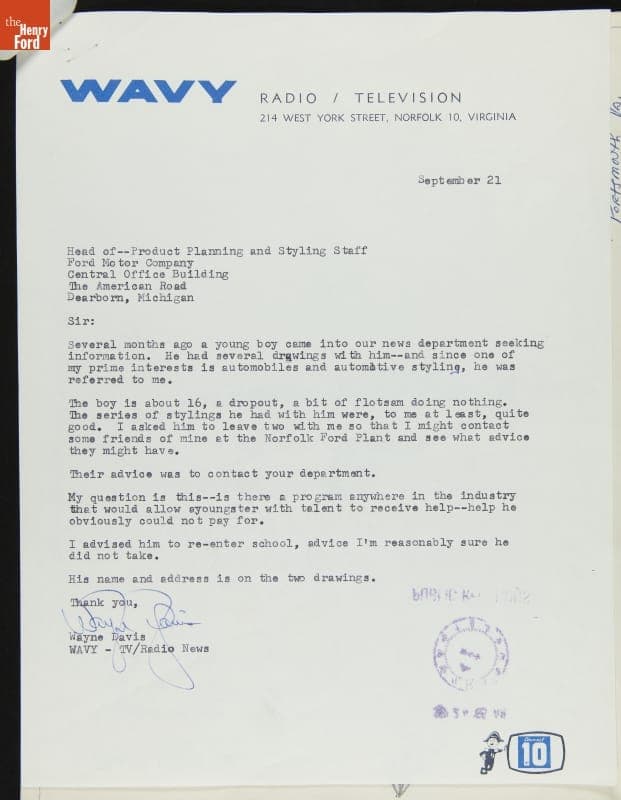 the
Henry
Ford
WAVY RADIO / TELEVISION
214 WEST YORK STREET, NORFOLK 10, VIRGINIA
September 21
Head of--Product Planning and Styling Staff
Ford Motor Company
Central Office Building
The American Road
Dearborn, Michigan
Sir:
Several months ago a young boy came into our news department seeking
information. He had several drawings with him--and since one of
my prime interests is automobiles and automotive styling, he was
referred to me.
The boy is about 16, a dropout, a bit of flotsam doing nothing.
The series of stylings he had with him were, to me at least, quite
good. I asked him to leave two with me so that I might contact
some friends of mine at the Norfolk Ford Plant and see what advice
they might have.
Their advice was to contact your department.
My question is this--is there a program anywhere in the industry
that would allow ayoungster with talent to receive help--help he
obviously could not pay for.
I advised him to re-enter school, advice I'm reasonably sure he
did not take.
His name and address is on the two drawings.
Thank you,
Wayne Davis
Wayne Davis
WAVY - TV/Radio News
Channel
10
Portsmouth Va.